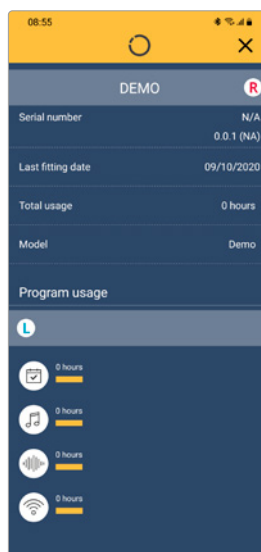 08:55
DEMO
R
Serial number N/A
0.0.1 (NA)
Last fitting date 09/10/2020
Total usage 0 hours
Model Demo
Program usage
L
0 hours
0 hours
0 hours
0 hours